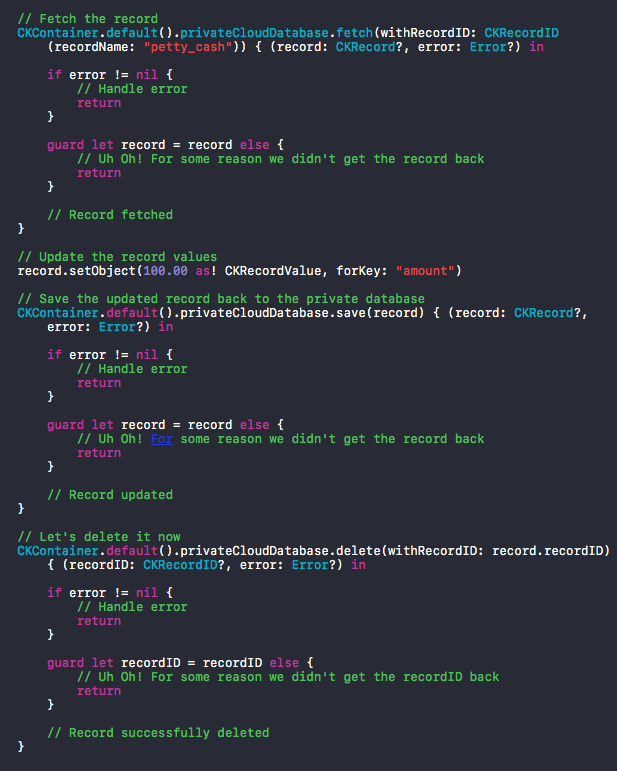 // Fetch the record
CKContainer.default().privateCloudDatabase.fetch(withRecordID: CKRecordID
(recordName: "petty_cash")) { (record: CKRecord?, error: Error?) in
if error != nil {
// Handle error
return
}
guard let record = record else {
// Uh Oh! For some reason we didn't get the record back
return
}
// Record fetched
}
// Update the record values
record.setObject(100.00 as! CKRecordValue, forKey: "amount")
// Save the updated record back to the private database
CKContainer.default().privateCloudDatabase.save(record) { (record: CKRecord?,
error: Error?) in
if error != nil {
// Handle error
return
}
guard let record = record else {
// Uh Oh! For some reason we didn't get the record back
return
}
// Record updated
}
// Let's delete it now
CKContainer.default().privateCloudDatabase.delete(withRecordID: record.recordID)
{ (recordID: CKRecordID?, error: Error?) in
if error != nil {
// Handle error
return
}
guard let recordID = recordID else {
// Uh Oh! For some reason we didn't get the recordID back
return
}
// Record successfully deleted
}